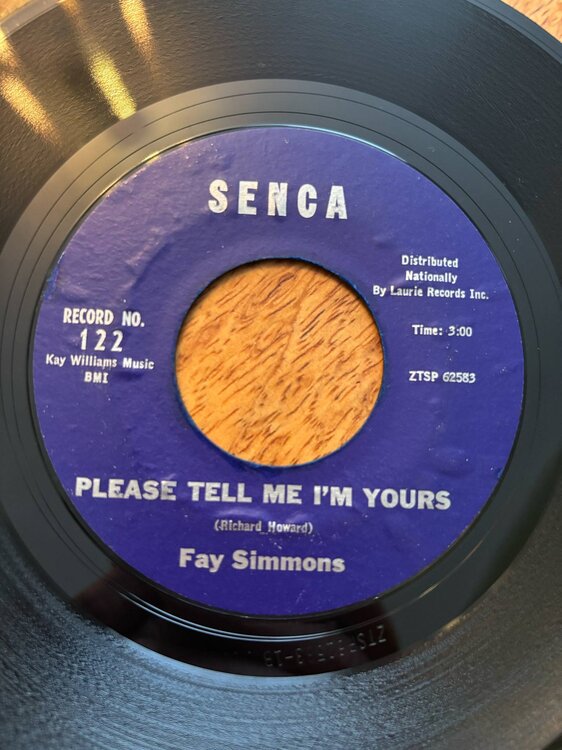 SENCA
Distributed
Nationally
By Laurie Records Inc.
RECORD NO.
122
Kay Williams Music
BMI
Time: 3:00
ZTSP 62583
PLEASE TELL ME I'M YOURS
(Richard Howard)
Fay Simmons